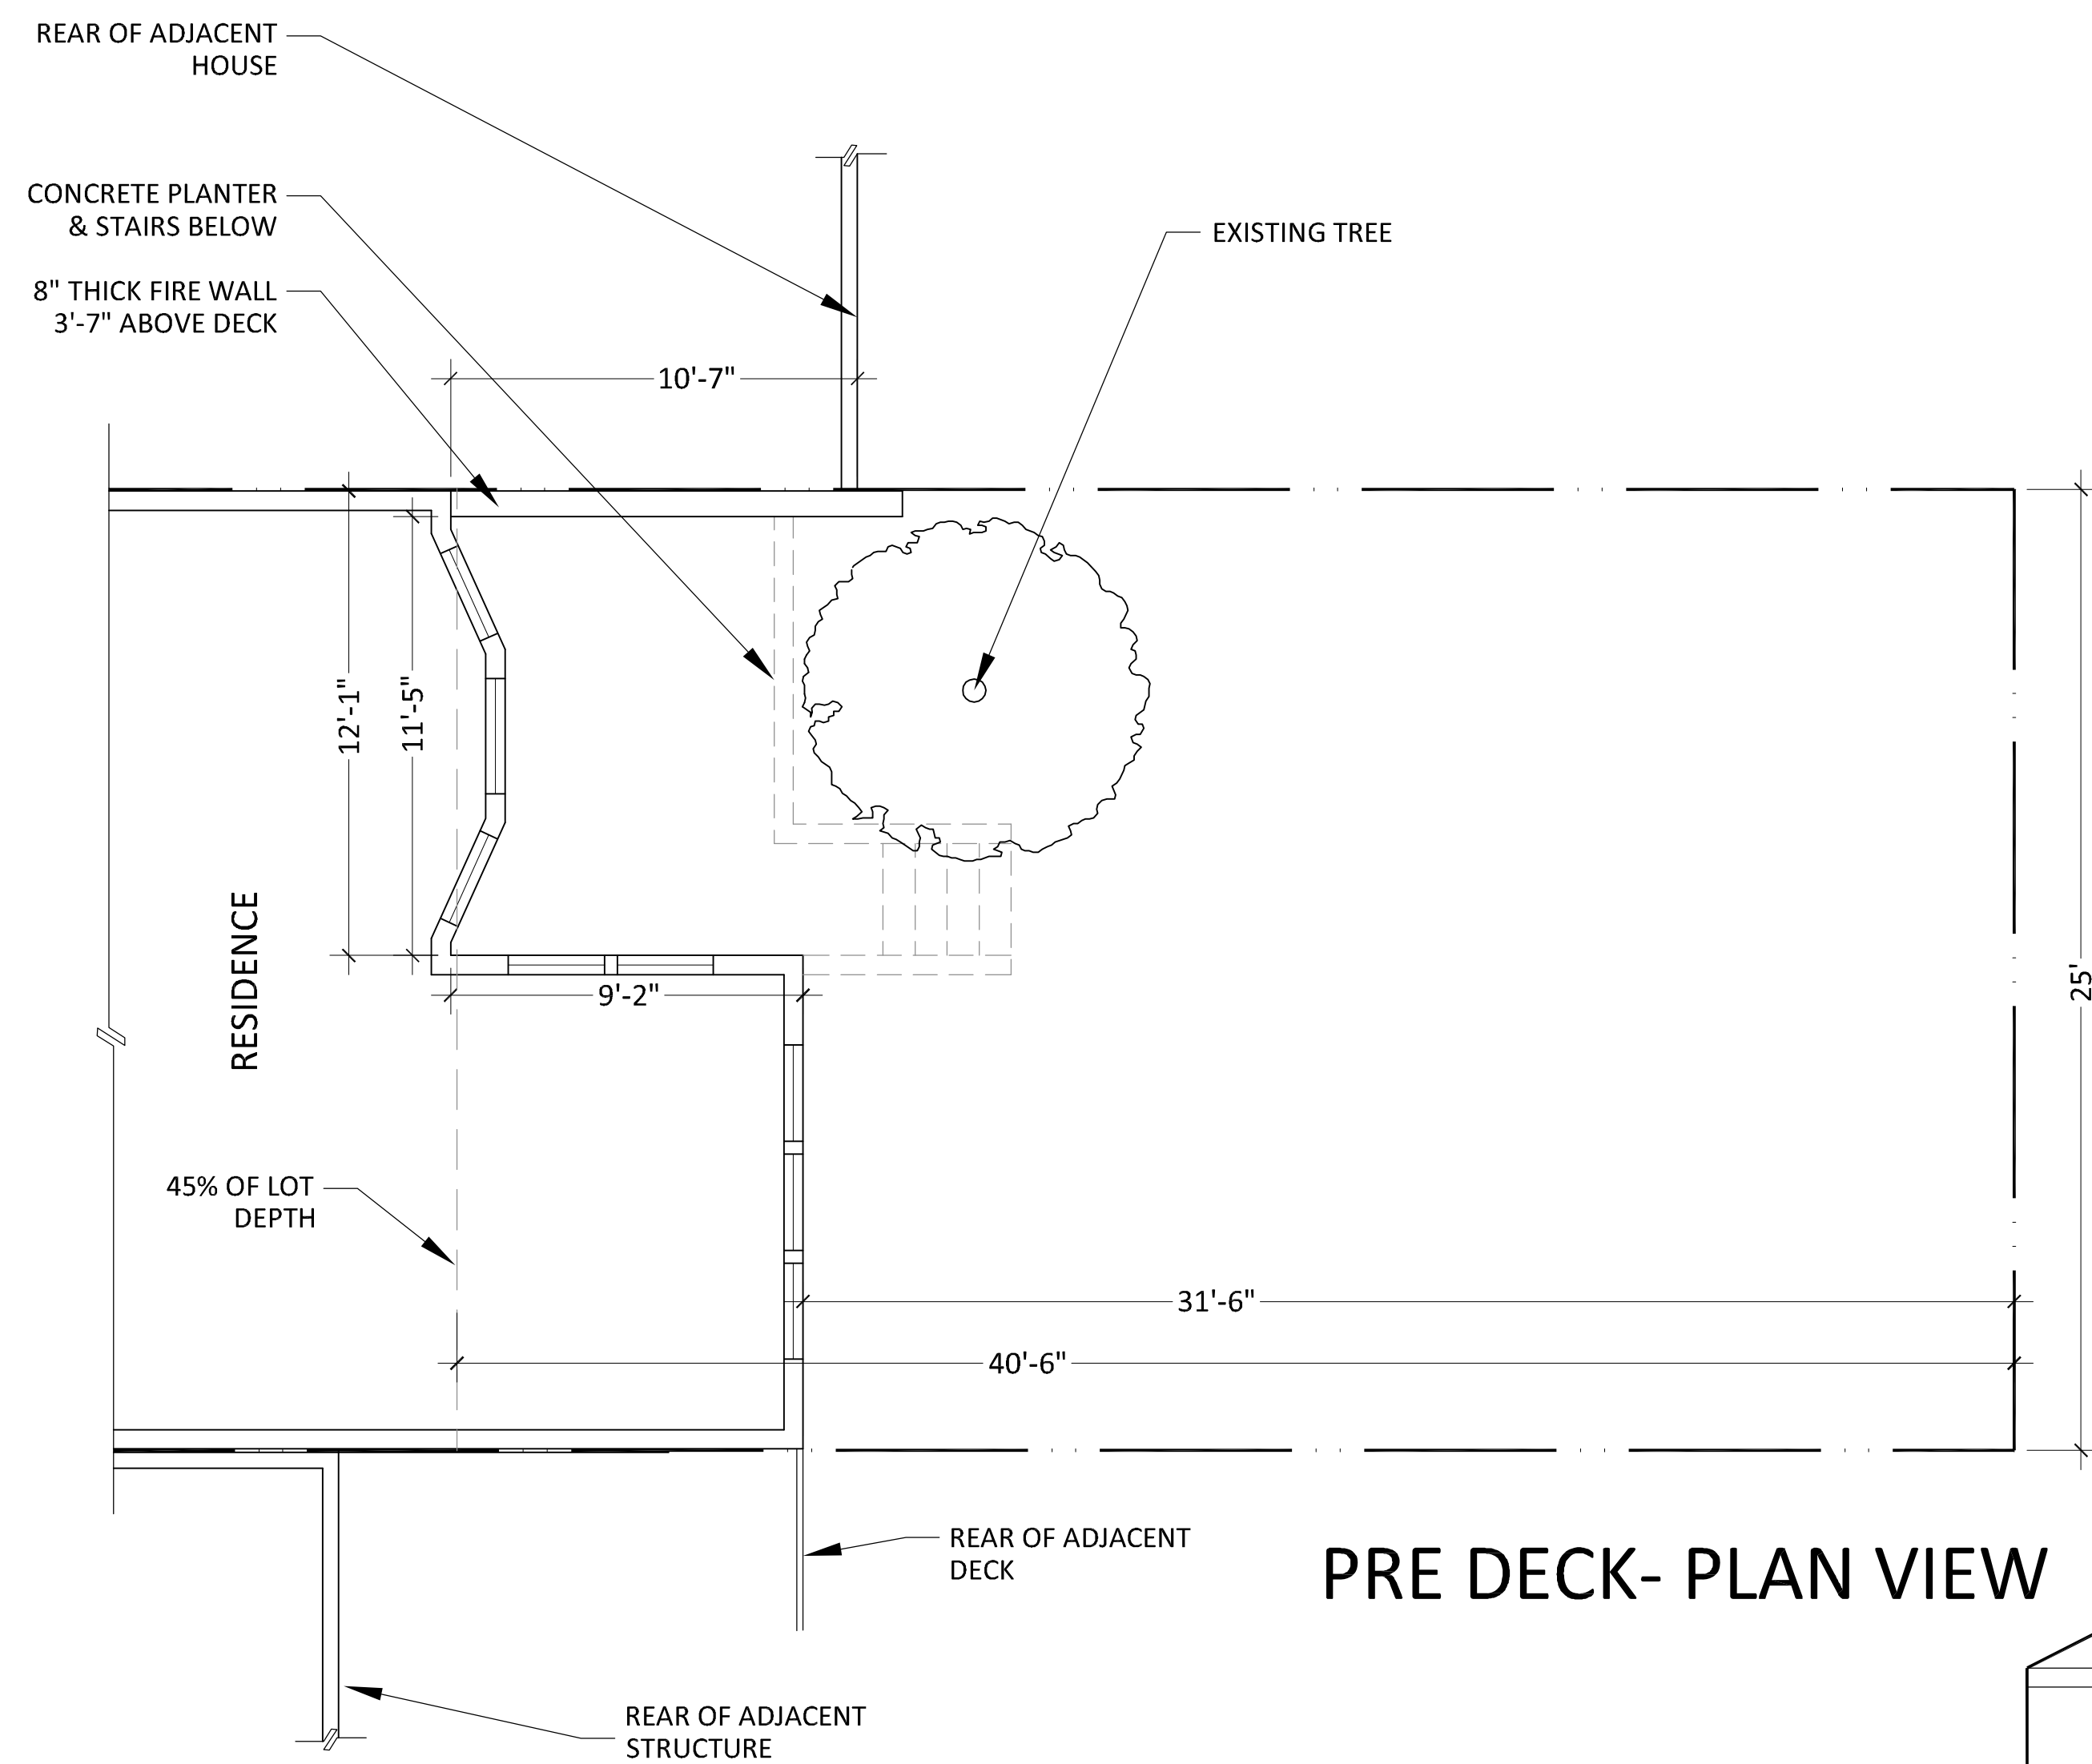 REAR OF ADJACENT
HOUSE
CONCRETE PLANTER
& STAIRS BELOW
EXISTING TREE
8" THICK FIRE WALL
3'-7" ABOVE DECK
10'-7"
12'-1"
11'-5"
25'
RESIDENCE
9'-2"
45% OF LOT
DEPTH
31'-6"
40'-6"
REAR OF ADJACENT
DECK
PRE DECK- PLAN VIEW
REAR OF ADJACENT
STRUCTURE